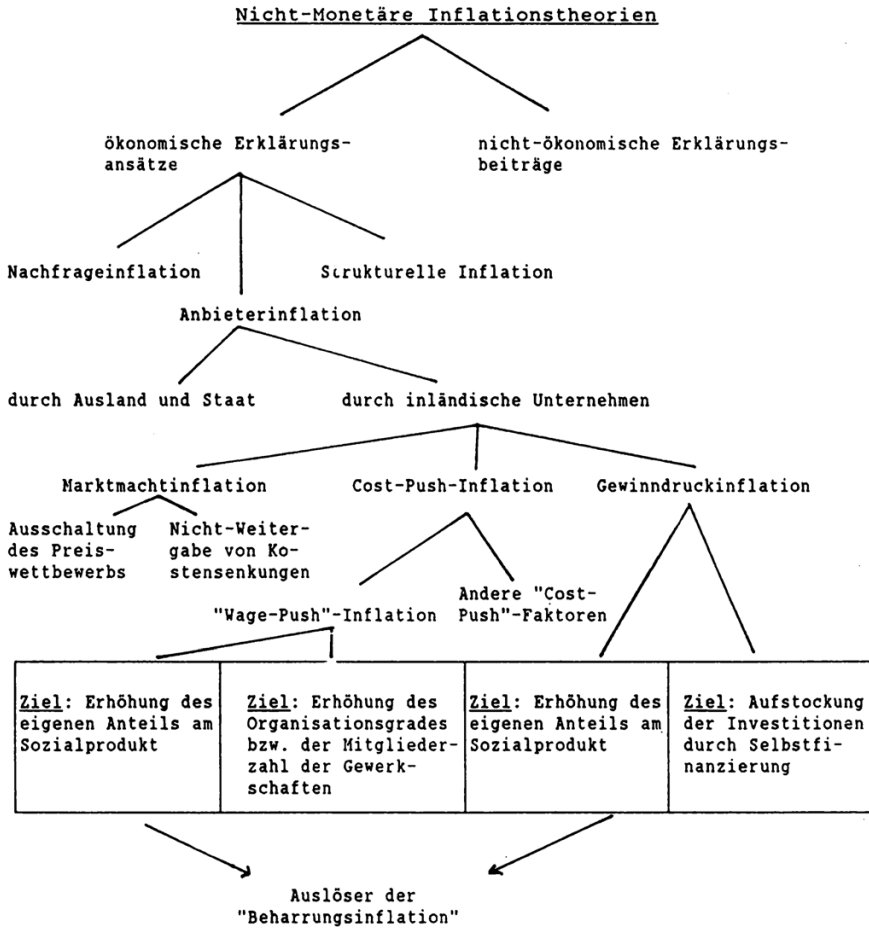 Nicht-Monetäre Inflationstheorien
ökonomische Erklärungs-
ansätze
nicht-ökonomische Erklärungs-
beiträge
Nachfrageinflation
Strukturelle Inflation
Anbieterinflation
durch Ausland und Staat
durch inländische Unternehmen
Marktmachtinflation
Cost-Push-Inflation
Gewinndruckinflation
Ausschaltung
des Preis-
wettbewerbs
Nicht-Weiter-
gabe von Ko-
stensenkungen
"Wage-Push"-Inflation
Andere "Cost-
Push"-Faktoren
Ziel: Erhöhung des
eigenen Anteils am
Sozialprodukt
Ziel: Erhöhung des
Organisationsgrades
bzw. der Mitglieder-
zahl der Gewerk-
schaften
Ziel: Erhöhung des
eigenen Anteils am
Sozialprodukt
Ziel: Aufstockung
der Investitionen
durch Selbstfi-
nanzierung
Auslöser der
"Beharrungsinflation"